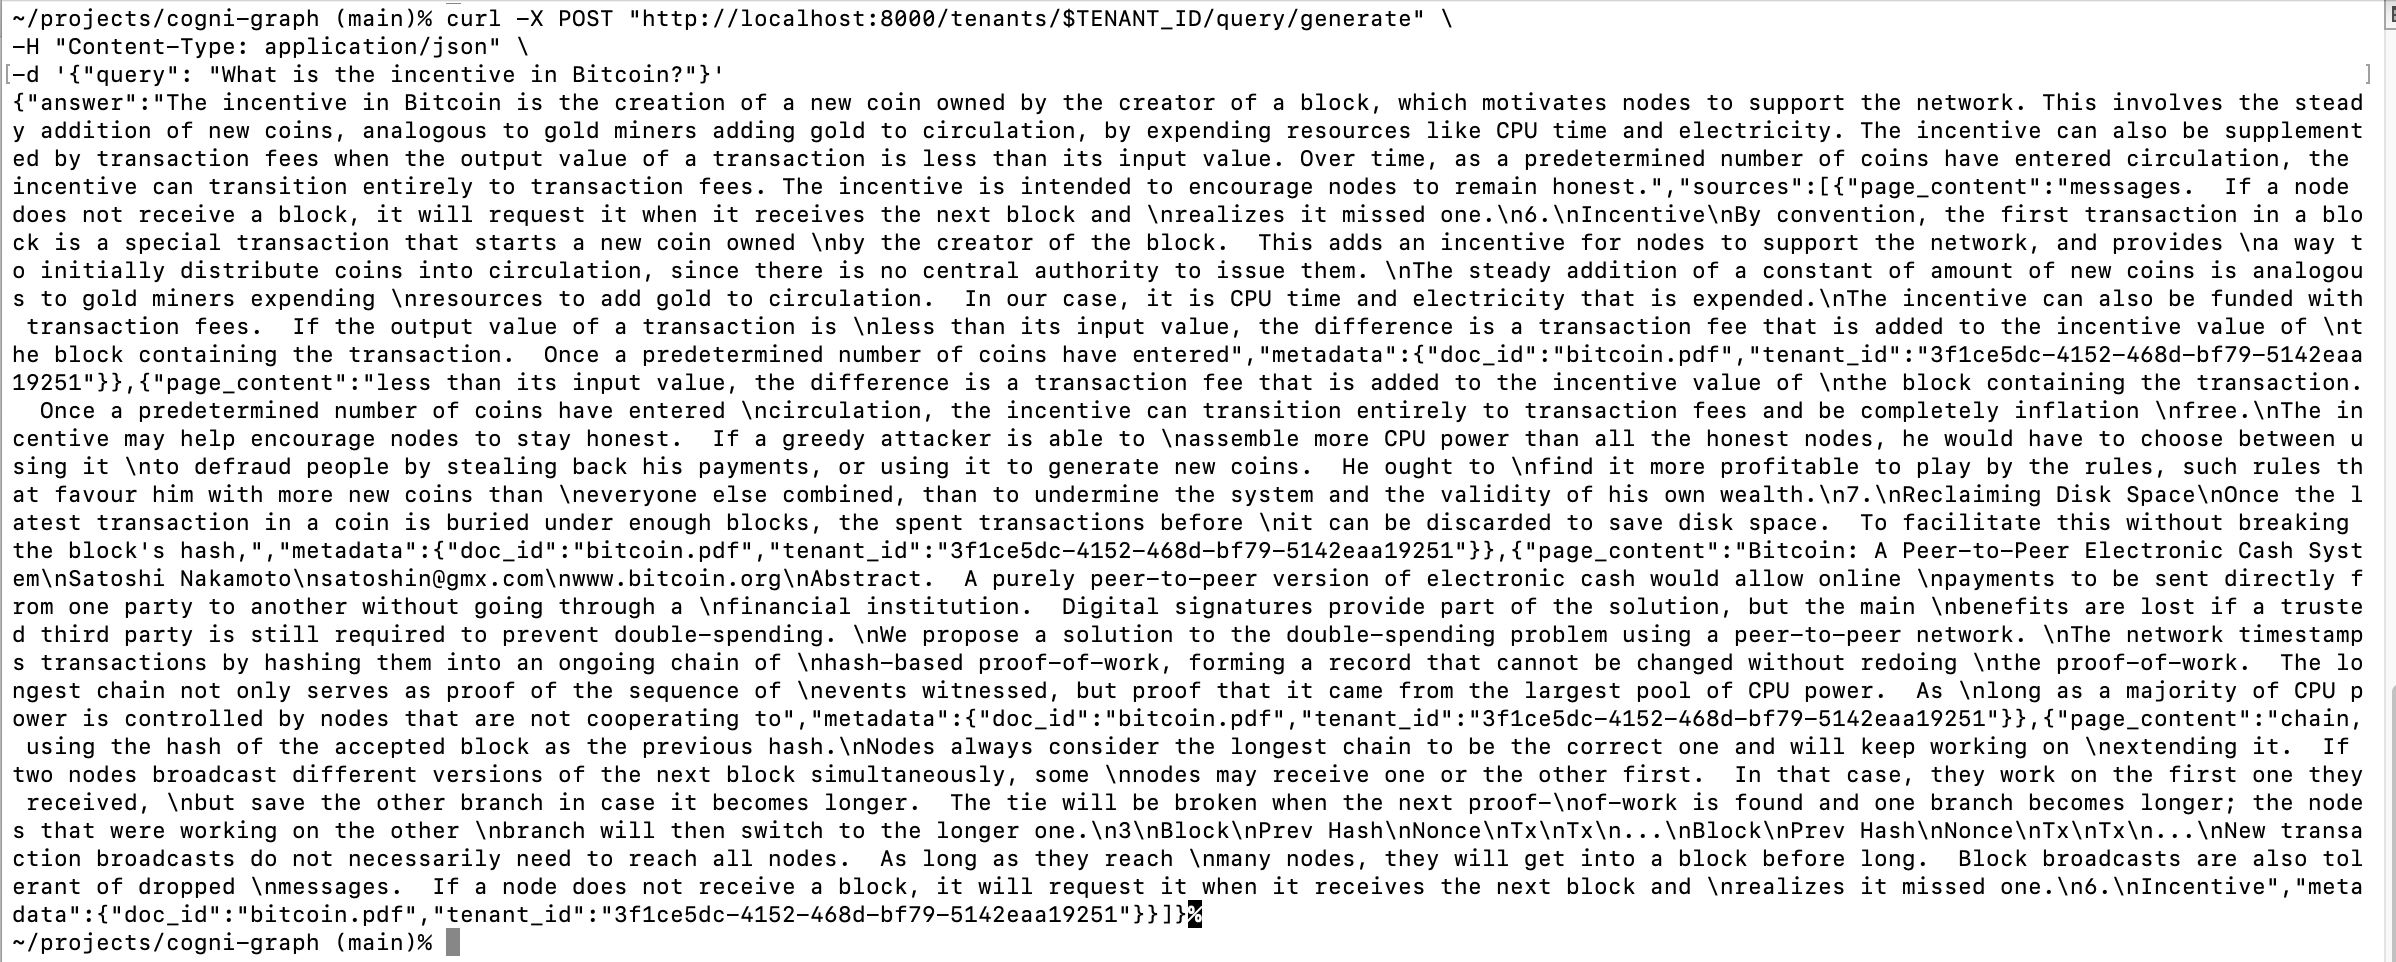 ~/projects/cogni-graph (main)% curl -X POST "http://localhost:8000/tenants/$TENANT_ID/query/generate" \
-H "Content-Type: application/json" \
[-d '{"query": "What is the incentive in Bitcoin?"}' ]
{"answer":"The incentive in Bitcoin is the creation of a new coin owned by the creator of a block, which motivates nodes to support the network. This involves the stead
y addition of new coins, analogous to gold miners adding gold to circulation, by expending resources like CPU time and electricity. The incentive can also be supplement
ed by transaction fees when the output value of a transaction is less than its input value. Over time, as a predetermined number of coins have entered circulation, the
incentive can transition entirely to transaction fees. The incentive is intended to encourage nodes to remain honest.","sources":[{"page_content":"messages.  If a node
does not receive a block, it will request it when it receives the next block and \nrealizes it missed one.\n6.\nIncentive\nBy convention, the first transaction in a blo
ck is a special transaction that starts a new coin owned \nby the creator of the block.  This adds an incentive for nodes to support the network, and provides \na way t
o initially distribute coins into circulation, since there is no central authority to issue them. \nThe steady addition of a constant of amount of new coins is analogou
s to gold miners expending \nresources to add gold to circulation.  In our case, it is CPU time and electricity that is expended.\nThe incentive can also be funded with
 transaction fees.  If the output value of a transaction is \nless than its input value, the difference is a transaction fee that is added to the incentive value of \nt
he block containing the transaction.  Once a predetermined number of coins have entered","metadata":{"doc_id":"bitcoin.pdf","tenant_id":"3f1ce5dc-4152-468d-bf79-5142eaa
19251"}},{"page_content":"less than its input value, the difference is a transaction fee that is added to the incentive value of \nthe block containing the transaction.
  Once a predetermined number of coins have entered \ncirculation, the incentive can transition entirely to transaction fees and be completely inflation \nfree.\nThe in
centive may help encourage nodes to stay honest.  If a greedy attacker is able to \nassemble more CPU power than all the honest nodes, he would have to choose between u
sing it \nto defraud people by stealing back his payments, or using it to generate new coins.  He ought to \nfind it more profitable to play by the rules, such rules th
at favour him with more new coins than \neveryone else combined, than to undermine the system and the validity of his own wealth.\n7.\nReclaiming Disk Space\nOnce the l
atest transaction in a coin is buried under enough blocks, the spent transactions before \nit can be discarded to save disk space.  To facilitate this without breaking
the block's hash,","metadata":{"doc_id":"bitcoin.pdf","tenant_id":"3f1ce5dc-4152-468d-bf79-5142eaa19251"}},{"page_content":"Bitcoin: A Peer-to-Peer Electronic Cash Syst
em\nSatoshi Nakamoto\nsatoshin@gmx.com\nwww.bitcoin.org\nAbstract.  A purely peer-to-peer version of electronic cash would allow online \npayments to be sent directly f
rom one party to another without going through a \nfinancial institution.  Digital signatures provide part of the solution, but the main \nbenefits are lost if a truste
d third party is still required to prevent double-spending. \nWe propose a solution to the double-spending problem using a peer-to-peer network. \nThe network timestamp
s transactions by hashing them into an ongoing chain of \nhash-based proof-of-work, forming a record that cannot be changed without redoing \nthe proof-of-work.  The lo
ngest chain not only serves as proof of the sequence of \nevents witnessed, but proof that it came from the largest pool of CPU power.  As \nlong as a majority of CPU p
ower is controlled by nodes that are not cooperating to","metadata":{"doc_id":"bitcoin.pdf","tenant_id":"3f1ce5dc-4152-468d-bf79-5142eaa19251"}},{"page_content":"chain,
 using the hash of the accepted block as the previous hash.\nNodes always consider the longest chain to be the correct one and will keep working on \nextending it.  If
two nodes broadcast different versions of the next block simultaneously, some \nnodes may receive one or the other first.  In that case, they work on the first one they
 received, \nbut save the other branch in case it becomes longer.  The tie will be broken when the next proof-\nof-work is found and one branch becomes longer; the node
s that were working on the other \nbranch will then switch to the longer one.\n3\nBlock\nPrev Hash\nNonce\nTx\nTx\n...\nBlock\nPrev Hash\nNonce\nTx\nTx\n...\nNew transa
ction broadcasts do not necessarily need to reach all nodes.  As long as they reach \nmany nodes, they will get into a block before long.  Block broadcasts are also tol
erant of dropped \nmessages.  If a node does not receive a block, it will request it when it receives the next block and \nrealizes it missed one.\n6.\nIncentive","meta
data":{"doc_id":"bitcoin.pdf","tenant_id":"3f1ce5dc-4152-468d-bf79-5142eaa19251"}}]}%
~/projects/cogni-graph (main)%